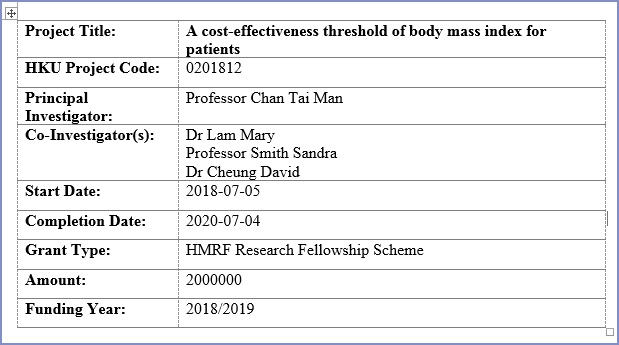 Project Title: A cost-effectiveness threshold of body mass index for
patients
HKU Project Code: 0201812
Principal
Investigator: Professor Chan Tai Man
Co-Investigator(s): Dr Lam Mary
Professor Smith Sandra
Dr Cheung David
Start Date: 2018-07-05
Completion Date: 2020-07-04
Grant Type: HMRF Research Fellowship Scheme
Amount: 2000000
Funding Year: 2018/2019